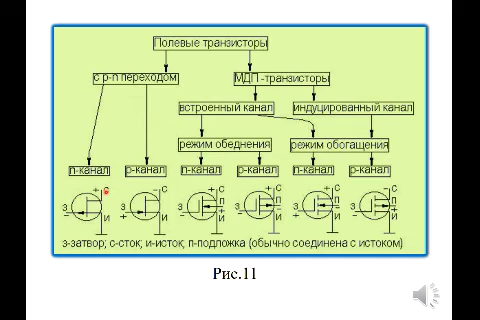 Полевые транзисторы
с p-n переходом
МДП -транзисторы
встроенный канал
индуцированный канал
режим обеднения
режим обогащения
n-канал
p-канал
n-канал
p-канал
n-канал
p-канал
+ С З - И
- С З + И
+ С П З - И
- С П З + И
+ С П З + И
- С П З - И
з-затвор; с-сток; и-исток; п-подложка (обычно соединена с истоком)
Рис.11